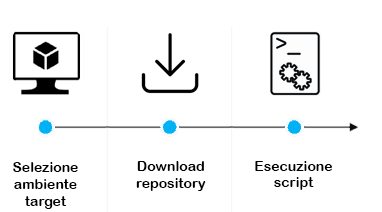 >_
Selezione
ambiente
target
Download
repository
Esecuzione
script